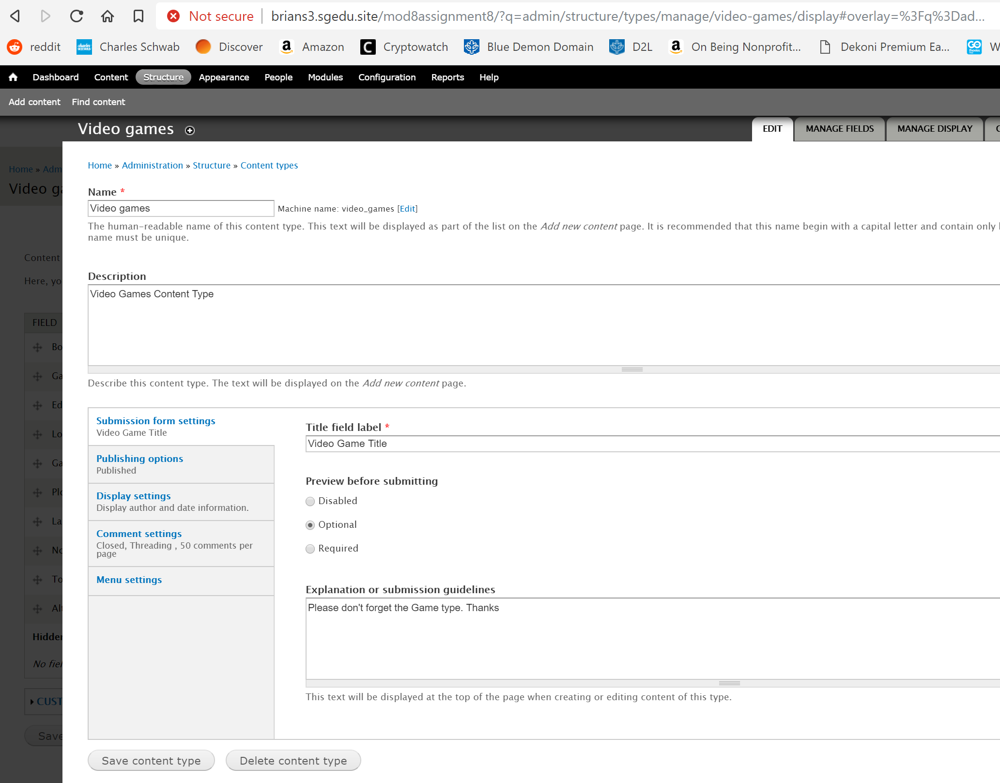 Not secure | brians3.sgedu.site/mod8assignment8/?q=admin/structure/types/manage/video-games/display#overlay=%3Fq%3Dad...
reddit Charles Schwab Discover Amazon Cryptowatch Blue Demon Domain D2L On Being Nonprofit... Dekoni Premium Ea... W
Dashboard Content Structure Appearance People Modules Configuration Reports Help
Add content Find content
Video games
EDIT MANAGE FIELDS MANAGE DISPLAY
Home » Administration » Structure » Content types
Name *
Video games
Machine name: video_games [Edit]
The human-readable name of this content type. This text will be displayed as part of the list on the Add new content page. It is recommended that this name begin with a capital letter and contain only
name must be unique.
Description
Video Games Content Type
Describe this content type. The text will be displayed on the Add new content page.
Submission form settings
Video Game Title
Publishing options
Published
Display settings
Display author and date information.
Comment settings
Closed, Threading , 50 comments per
page
Menu settings
Title field label *
Video Game Title
Preview before submitting
Disabled
Optional
Required
Explanation or submission guidelines
Please don't forget the Game type. Thanks
This text will be displayed at the top of the page when creating or editing content of this type.
Save content type Delete content type
Home » Adm
Video ga
Content
Here, yo
FIELD
Bo
Ga
Ed
Lo
Ga
Plo
La
No
To
Alt
Hidden
No fiel
CUST
Save